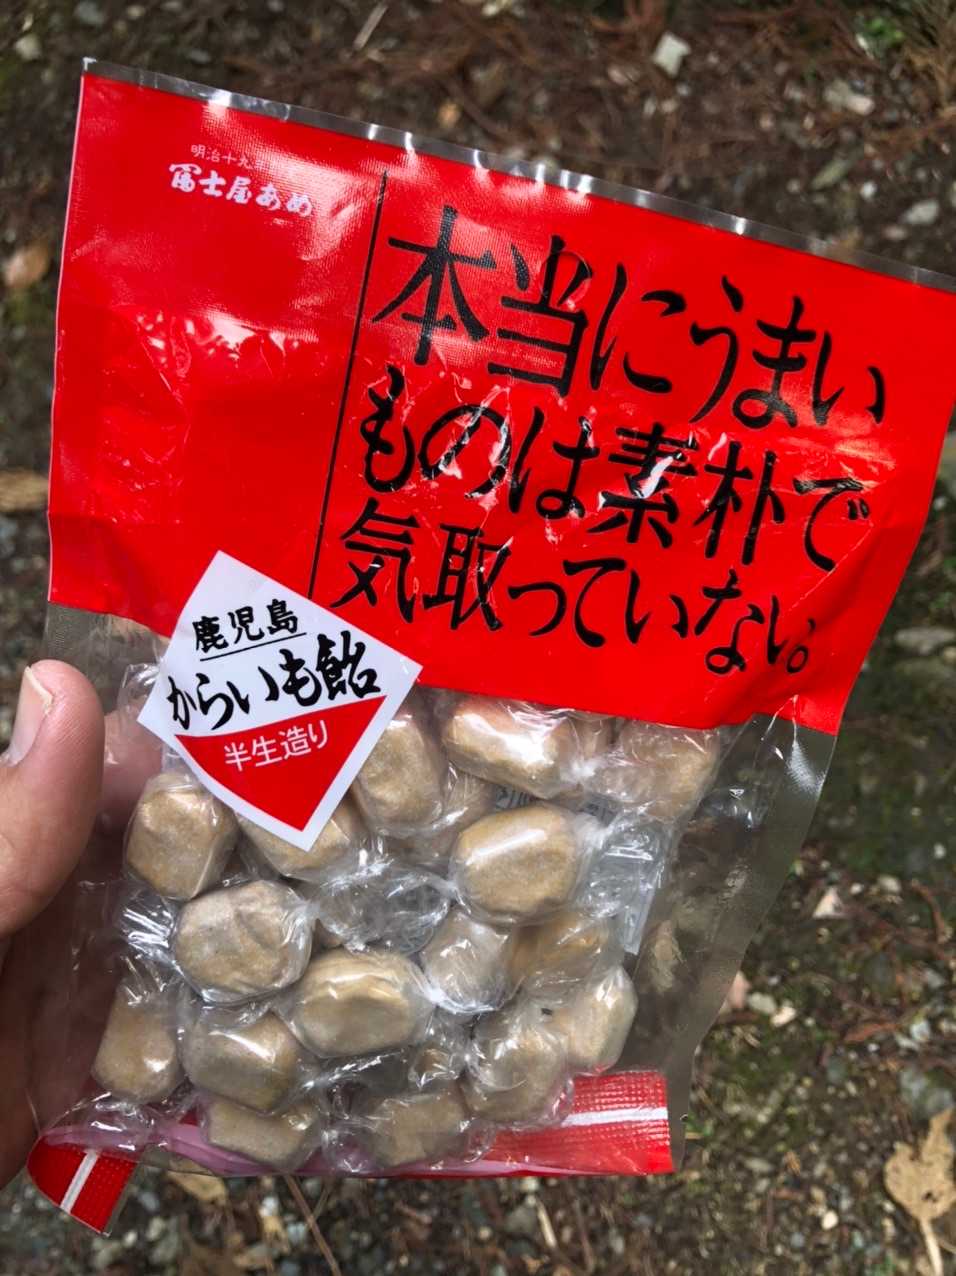 明治十九年
冨士屋あめ
本当にうまい
ものは素朴で
気取っていない。
鹿児島
からいも飴
半生造り